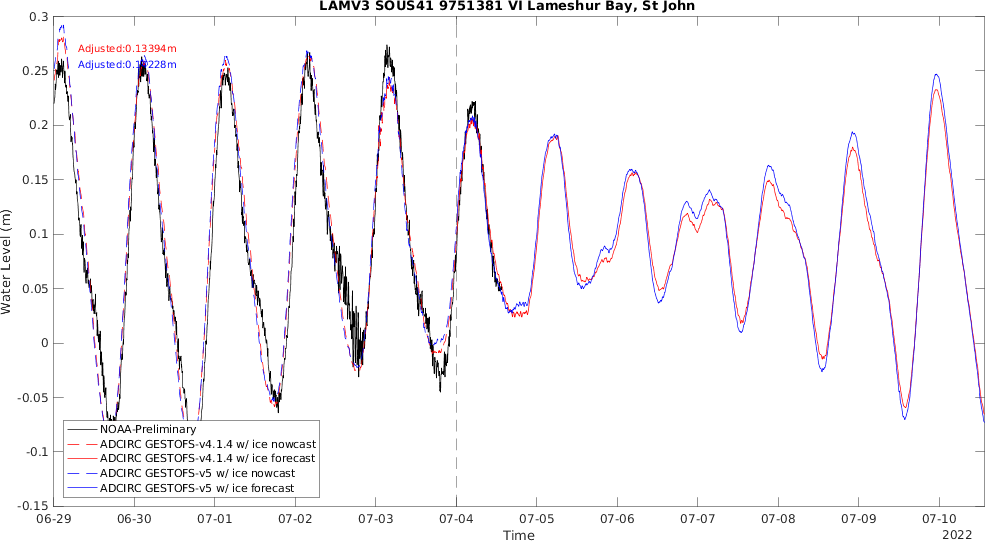 LAMV3 SOUS41 9751381 VI Lameshur Bay, St John
0.3
0.25
0.2
0.15
0.1
0.05
0
-0.05
-0.1
-0.15
Water Level (m)
Adjusted:0.13394m
NOAA-Preliminary
ADCIRC GESTOFS-v4.1.4 w/ ice nowcast
ADCIRC GESTOFS-v4.1.4 w/ ice forecast
ADCIRC GESTOFS-v5 w/ ice nowcast
ADCIRC GESTOFS-v5 w/ ice forecast
06-29 06-30 07-01 07-02 07-03 07-04 07-05 07-06 07-07 07-08 07-09 07-10
Time
2022